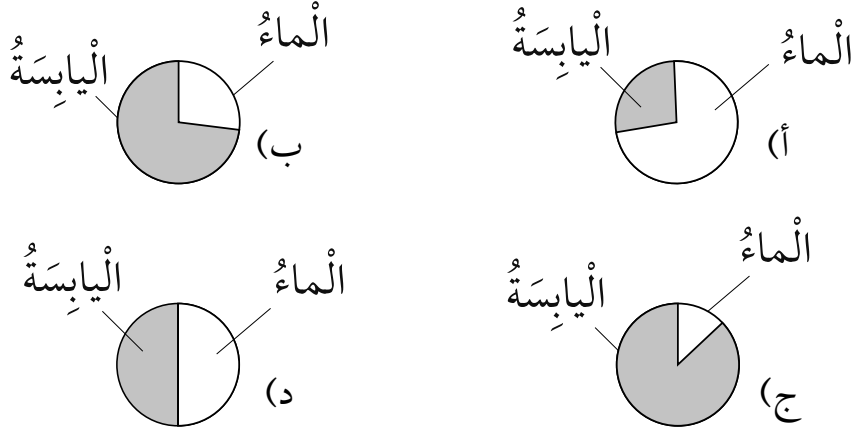 الْماءُ
الْيابِسَةُ
أ)
الْماءُ
الْيابِسَةُ
ب)
الْماءُ
الْيابِسَةُ
ج)
الْماءُ
الْيابِسَةُ
د)